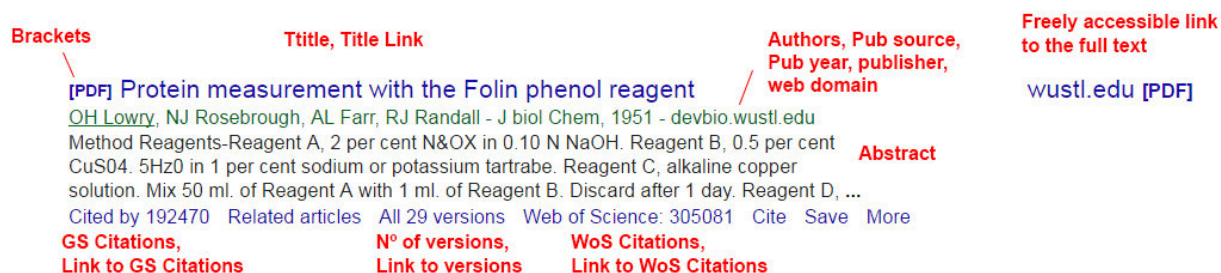 Brackets
Ttitle, Title Link
Authors, Pub source,
Pub year, publisher,
web domain
Freely accessible link
to the full text
[PDF] Protein measurement with the Folin phenol reagent
wustl.edu [PDF]
OH Lowry, NJ Rosebrough, AL Farr, RJ Randall - J biol Chem, 1951 - devbio.wustl.edu
Method Reagents-Reagent A, 2 per cent N&OX in 0.10 N NaOH. Reagent B, 0.5 per cent
CuS04. 5Hz0 in 1 per cent sodium or potassium tartrabe. Reagent C, alkaline copper
solution. Mix 50 ml. of Reagent A with 1 ml. of Reagent B. Discard after 1 day. Reagent D, ...
Abstract
Cited by 192470 Related articles All 29 versions Web of Science: 305081 Cite Save More
GS Citations,
Link to GS Citations
Nº of versions,
Link to versions
WoS Citations,
Link to WoS Citations